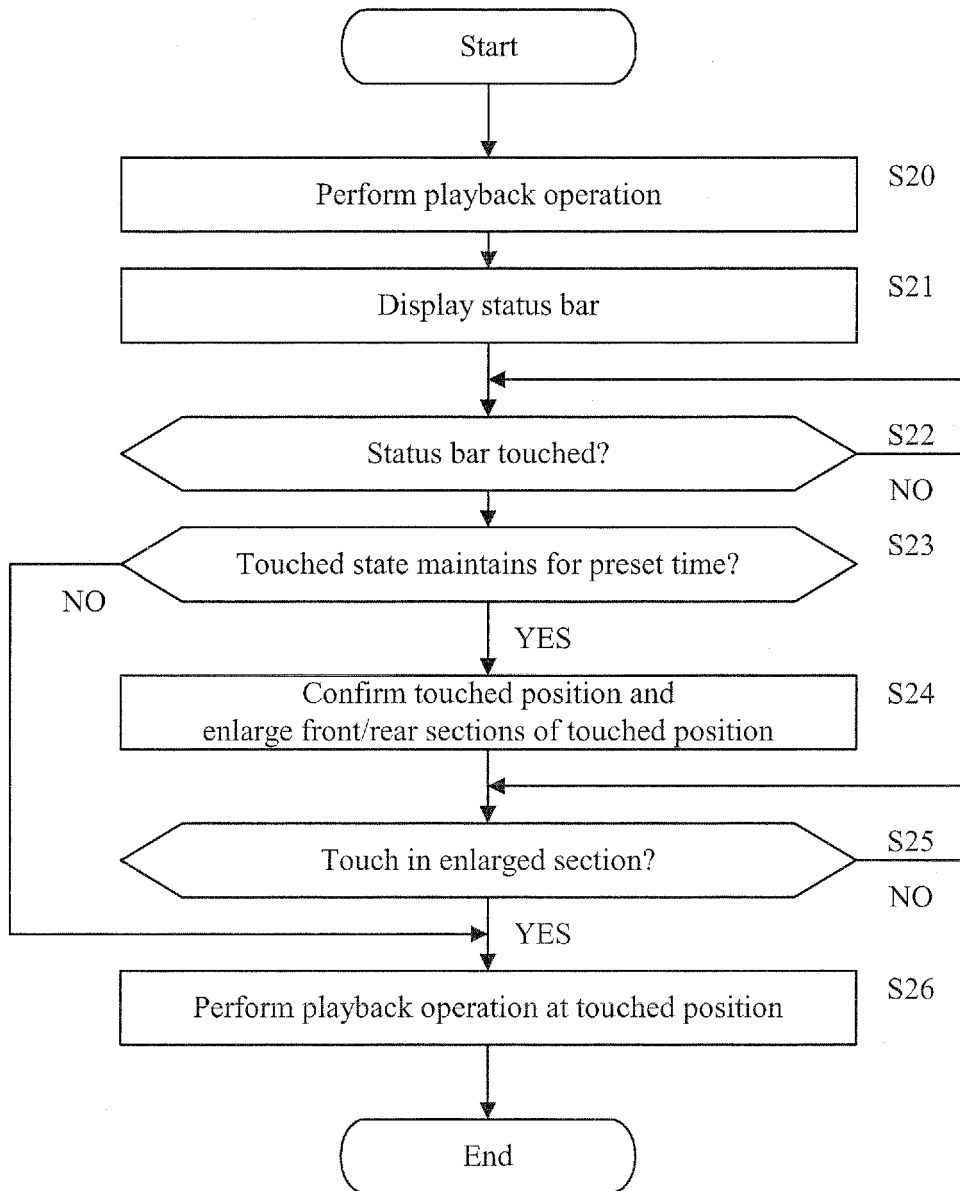 Start
Perform playback operation
S20
Display status bar
S21
Status bar touched?
S22
NO
Touched state maintains for preset time?
S23
NO
YES
Confirm touched position and
enlarge front/rear sections of touched position
S24
Touch in enlarged section?
S25
NO
YES
Perform playback operation at touched position
S26
End